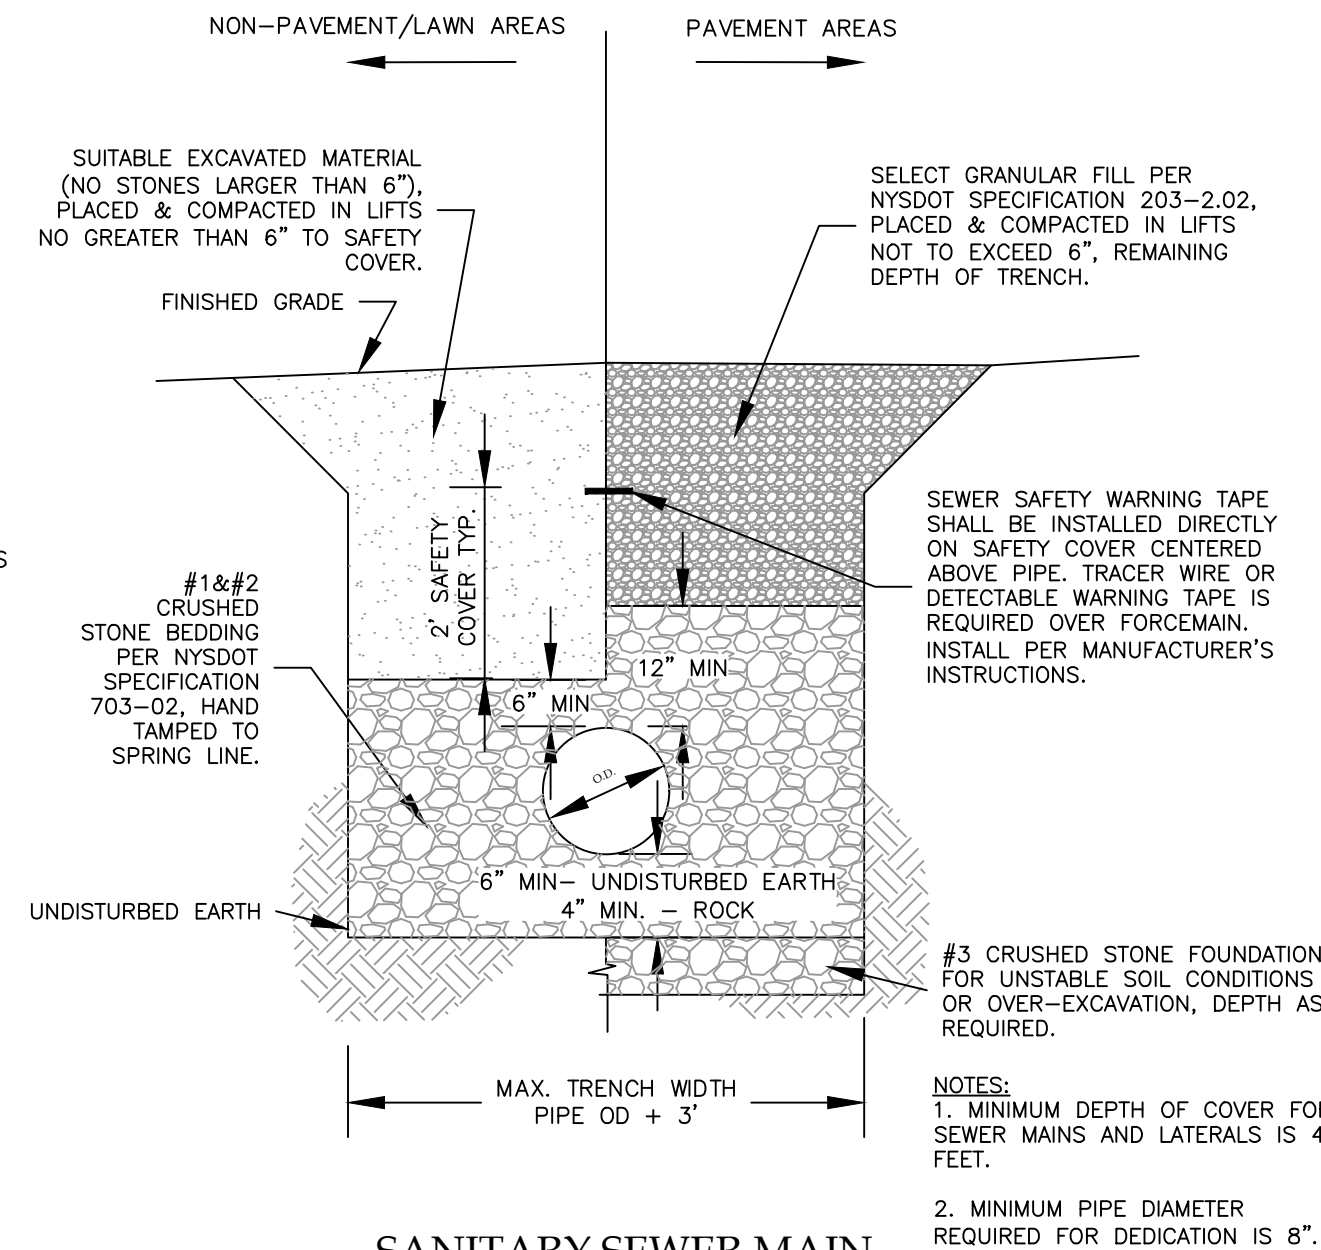 NON-PAVEMENT/LAWN AREAS
PAVEMENT AREAS
SUITABLE EXCAVATED MATERIAL
(NO STONES LARGER THAN 6"),
PLACED & COMPACTED IN LIFTS
NO GREATER THAN 6" TO SAFETY
COVER.
SELECT GRANULAR FILL PER
NYSDOT SPECIFICATION 203-2.02,
PLACED & COMPACTED IN LIFTS
NOT TO EXCEED 6", REMAINING
DEPTH OF TRENCH.
FINISHED GRADE
2' SAFETY
COVER TYP.
SEWER SAFETY WARNING TAPE
SHALL BE INSTALLED DIRECTLY
ON SAFETY COVER CENTERED
ABOVE PIPE. TRACER WIRE OR
DETECTABLE WARNING TAPE IS
REQUIRED OVER FORCEMAIN.
INSTALL PER MANUFACTURER'S
INSTRUCTIONS.
S
#1&#2
CRUSHED
STONE BEDDING
PER NYSDOT
SPECIFICATION
703-02, HAND
TAMPED TO
SPRING LINE.
12" MIN
6" MIN
O.D.
6" MIN- UNDISTURBED EARTH
4" MIN. - ROCK
UNDISTURBED EARTH
#3 CRUSHED STONE FOUNDATION
FOR UNSTABLE SOIL CONDITIONS
OR OVER-EXCAVATION, DEPTH AS
REQUIRED.
MAX. TRENCH WIDTH
PIPE OD + 3'
NOTES:
1. MINIMUM DEPTH OF COVER FOR
SEWER MAINS AND LATERALS IS 4
FEET.
2. MINIMUM PIPE DIAMETER
REQUIRED FOR DEDICATION IS 8".
SANITARY SEWER MAIN